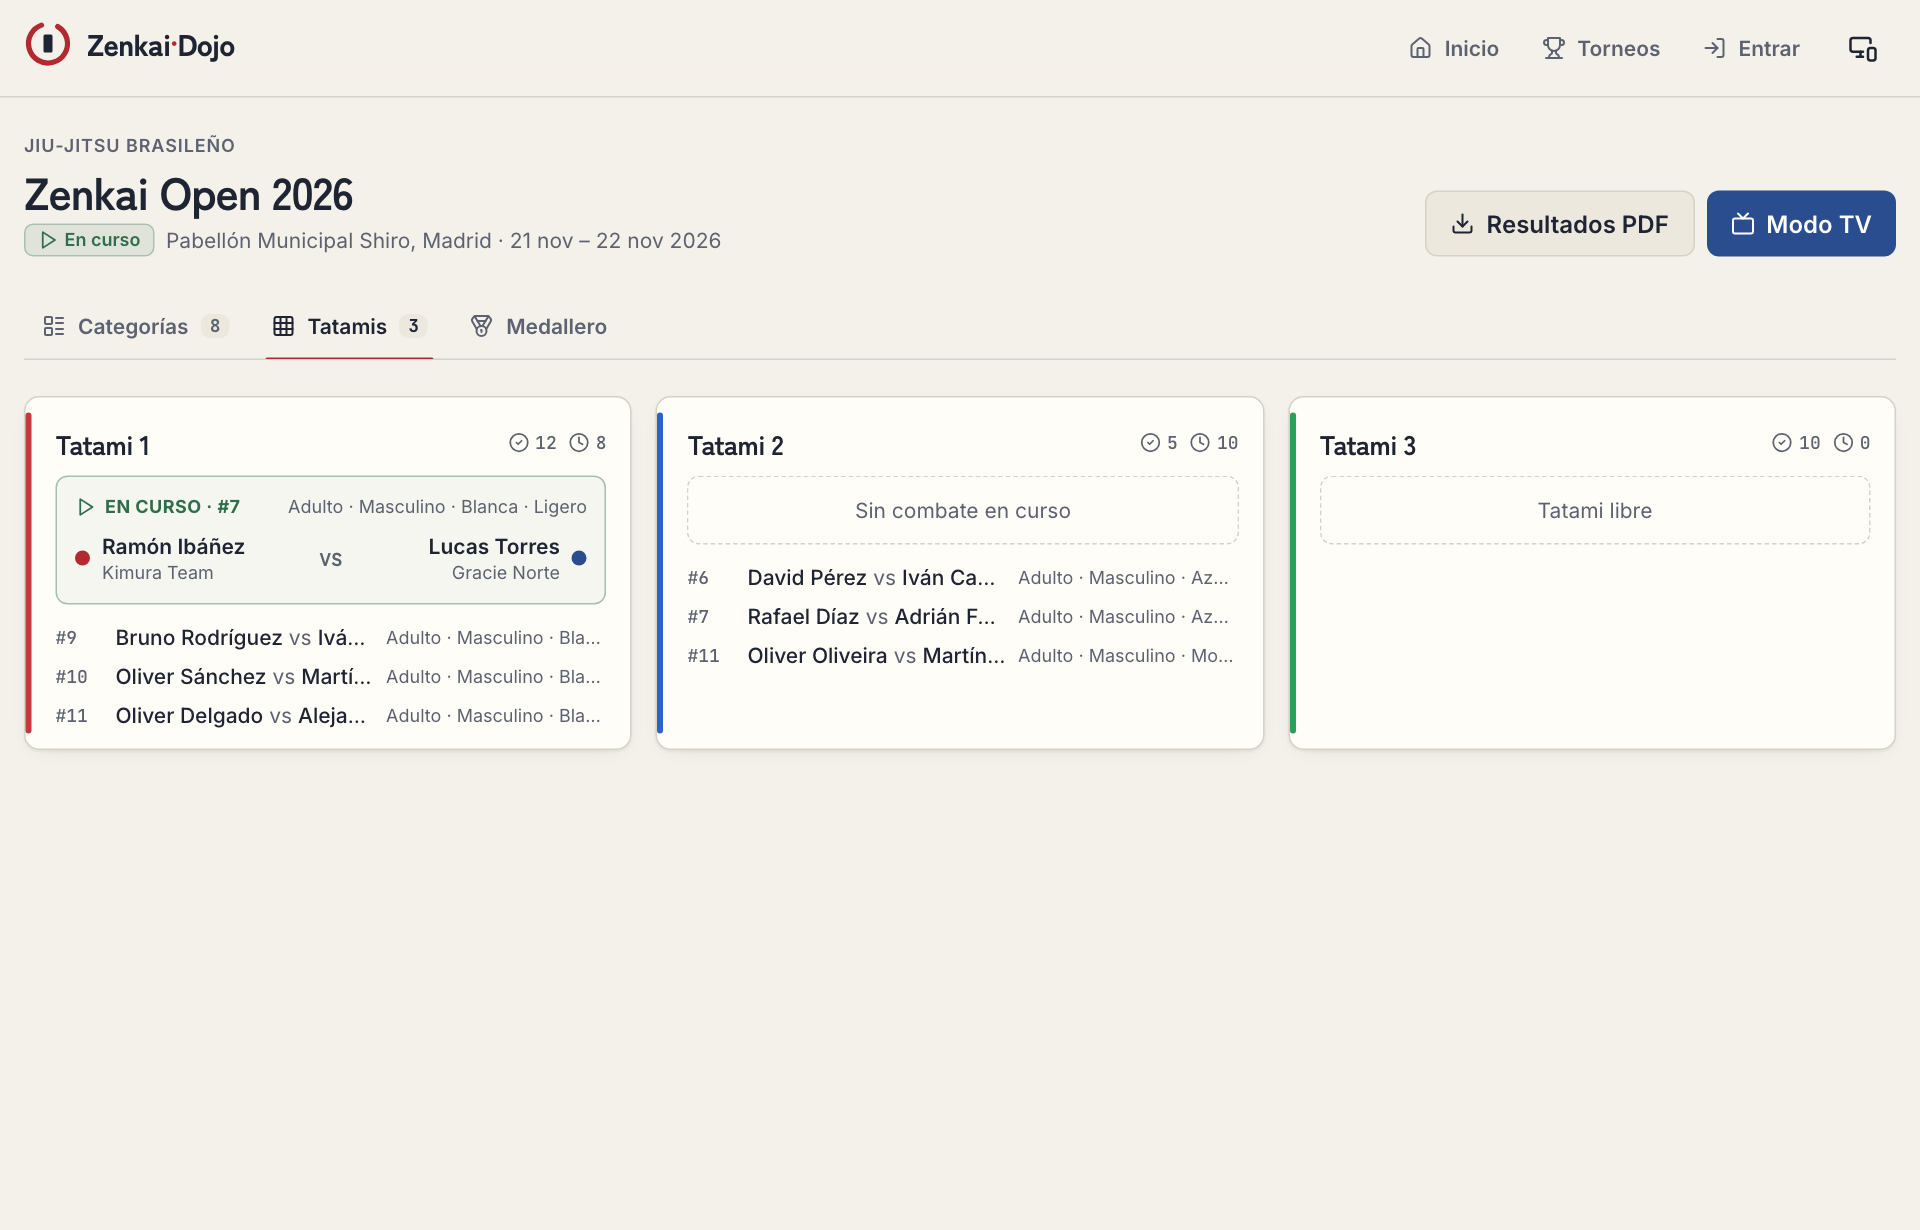 Zenkai·Dojo
Inicio
Torneos
Entrar
JIU-JITSU BRASILEÑO
Zenkai Open 2026
En curso
Pabellón Municipal Shiro, Madrid · 21 nov – 22 nov 2026
Resultados PDF
Modo TV
Categorías 8
Tatamis 3
Medallero
Tatami 1
12 8
EN CURSO · #7
Adulto · Masculino · Blanca · Ligero
Ramón Ibáñez
Kimura Team
VS
Lucas Torres
Gracie Norte
#9 Bruno Rodríguez vs Ivá... Adulto · Masculino · Bla...
#10 Oliver Sánchez vs Martí... Adulto · Masculino · Bla...
#11 Oliver Delgado vs Aleja... Adulto · Masculino · Bla...
Tatami 2
5 10
Sin combate en curso
#6 David Pérez vs Iván Ca... Adulto · Masculino · Az...
#7 Rafael Díaz vs Adrián F... Adulto · Masculino · Az...
#11 Oliver Oliveira vs Martín... Adulto · Masculino · Mo...
Tatami 3
10 0
Tatami libre